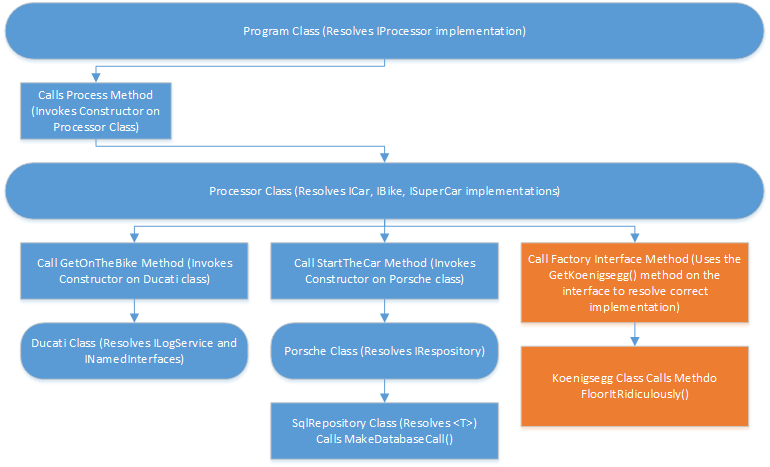 Program Class (Resolves IProcessor implementation)
Calls Process Method
(Invokes Constructor on
Processor Class)
Processor Class (Resolves ICar, IBike, ISuperCar implementations)
Call GetOnTheBike Method (Invokes
Constructor on Ducati class)
Call StartTheCar Method (Invokes
Constructor on Porsche class)
Call Factory Interface Method (Uses the
GetKoenigsegg() method on the
interface to resolve correct
implementation)
Ducati Class (Resolves ILogService and
INamedInterfaces)
Porsche Class (Resolves IRespository)
Koenigsegg Class Calls Methdo
FloorItRidiculously()
SqlRepository Class (Resolves <T>)
Calls MakeDatabaseCall()